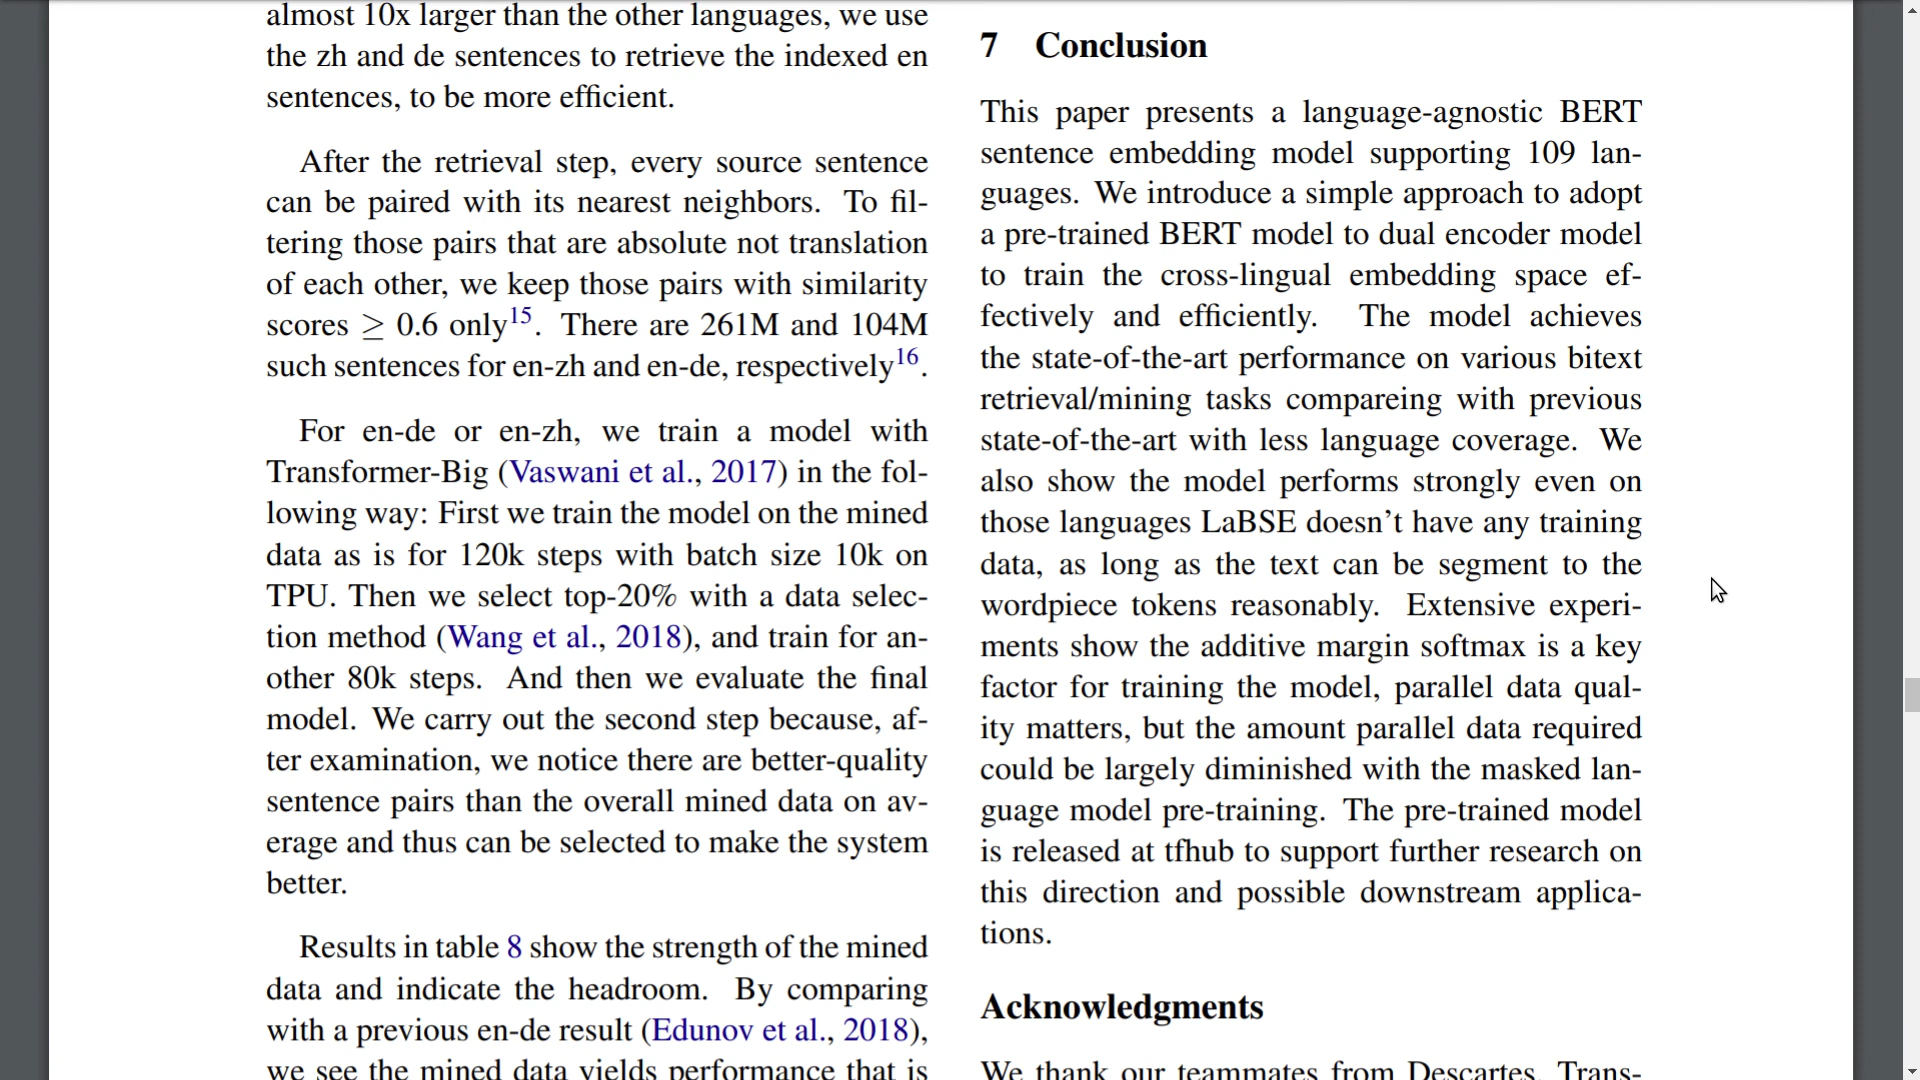 almost 10x larger than the other languages, we use
the zh and de sentences to retrieve the indexed en
sentences, to be more efficient.
After the retrieval step, every source sentence
can be paired with its nearest neighbors. To fil-
tering those pairs that are absolute not translation
of each other, we keep those pairs with similarity
scores ≥ 0.6 only15. There are 261M and 104M
such sentences for en-zh and en-de, respectively16.
For en-de or en-zh, we train a model with
Transformer-Big (Vaswani et al., 2017) in the fol-
lowing way: First we train the model on the mined
data as is for 120k steps with batch size 10k on
TPU. Then we select top-20% with a data selec-
tion method (Wang et al., 2018), and train for an-
other 80k steps. And then we evaluate the final
model. We carry out the second step because, af-
ter examination, we notice there are better-quality
sentence pairs than the overall mined data on av-
erage and thus can be selected to make the system
better.
Results in table 8 show the strength of the mined
data and indicate the headroom. By comparing
with a previous en-de result (Edunov et al., 2018),
we see the mined data yields performance that is
7 Conclusion
This paper presents a language-agnostic BERT
sentence embedding model supporting 109 lan-
guages. We introduce a simple approach to adopt
a pre-trained BERT model to dual encoder model
to train the cross-lingual embedding space ef-
fectively and efficiently. The model achieves
the state-of-the-art performance on various bitext
retrieval/mining tasks compareing with previous
state-of-the-art with less language coverage. We
also show the model performs strongly even on
those languages LaBSE doesn't have any training
data, as long as the text can be segment to the
wordpiece tokens reasonably. Extensive experi-
ments show the additive margin softmax is a key
factor for training the model, parallel data qual-
ity matters, but the amount parallel data required
could be largely diminished with the masked lan-
guage model pre-training. The pre-trained model
is released at tfhub to support further research on
this direction and possible downstream applica-
tions.
Acknowledgments
We thank our teammates from Descartes, Trans-